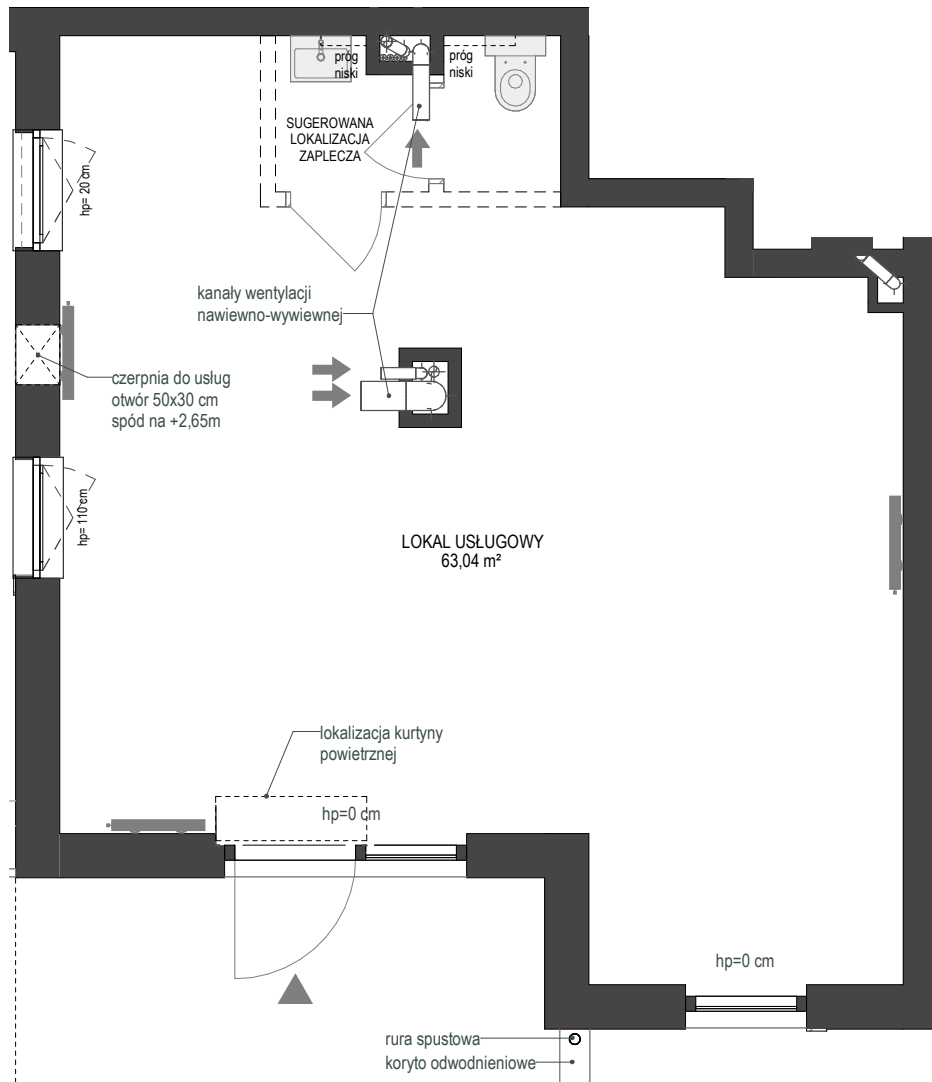 próg
niski
próg
niski
SUGEROWANA
LOKALIZACJA
ZAPLECZA
hp= 20 cm
kanały wentylacji
nawiewno-wywiewnej
czerpnia do usług
otwór 50x30 cm
spód na +2,65m
hp= 110 cm
LOKAL USŁUGOWY
63,04 m²
lokalizacja kurtyny
powietrznej
hp=0 cm
hp=0 cm
rura spustowa
koryto odwodnieniowe